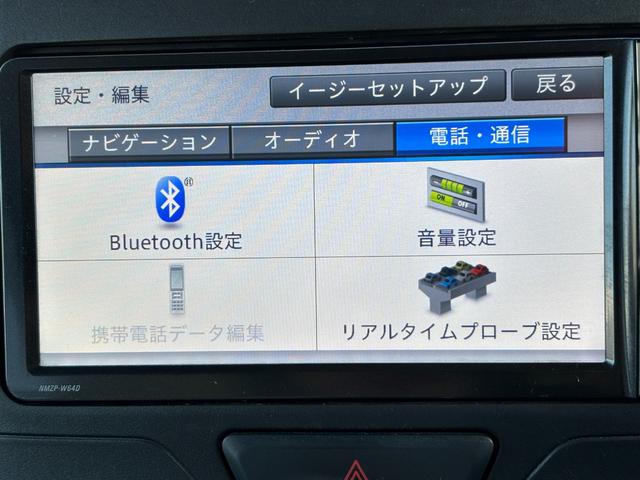 設定・編集
イージーセットアップ
戻る
ナビゲーション
オーディオ
電話・通信
Bluetooth設定
ON OFF
音量設定
携帯電話データ編集
リアルタイムプローブ設定
NMZP-W64D